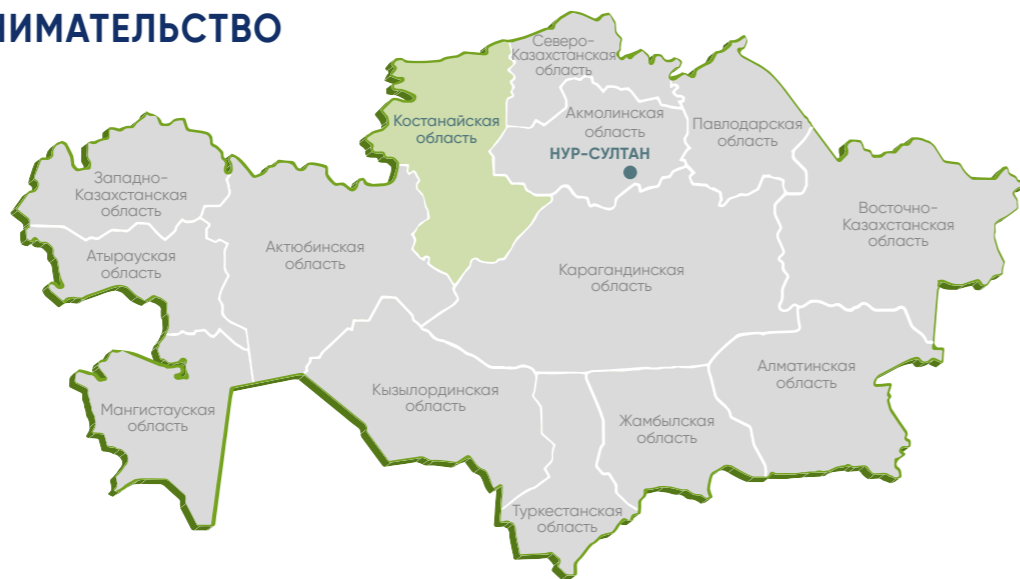 НИМАТЕЛЬСТВО
Северо-
Казахстанская
область
Костанайская
область
Акмолинская
область
НУР-СУЛТАН
Павлодарская
область
Западно-
Казахстанская
область
Восточно-
Казахстанская
область
Атырауская
область
Актюбинская
область
Карагандинская
область
Алматинская
область
Мангистауская
область
Кызылординская
область
Жамбылская
область
Туркестанская
область